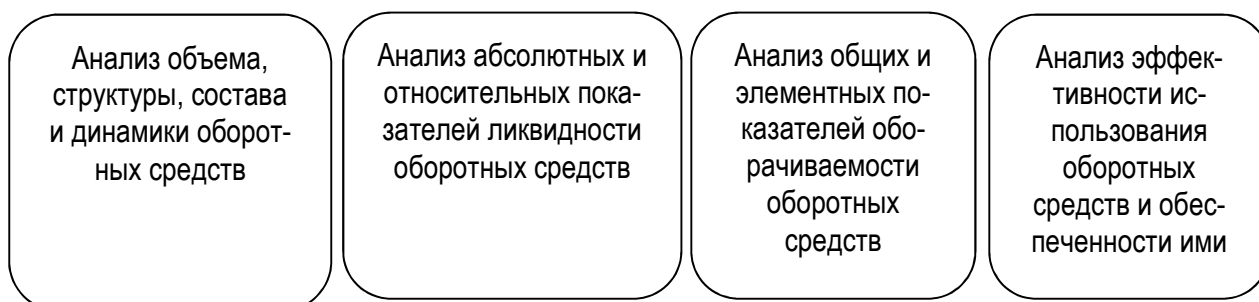 Анализ объема,
структуры, состава
и динамики оборот-
ных средств
Анализ абсолютных и
относительных пока-
зателей ликвидности
оборотных средств
Анализ общих и
элементных по-
казателей обо-
рачиваемости
оборотных
средств
Анализ эффек-
тивности ис-
пользования
оборотных
средств и обес-
печенности ими